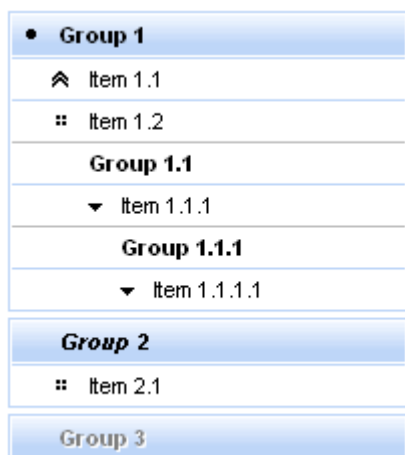 Group 1
Item 1.1
Item 1.2
Group 1.1
Item 1.1.1
Group 1.1.1
Item 1.1.1.1
Group 2
Item 2.1
Group 3